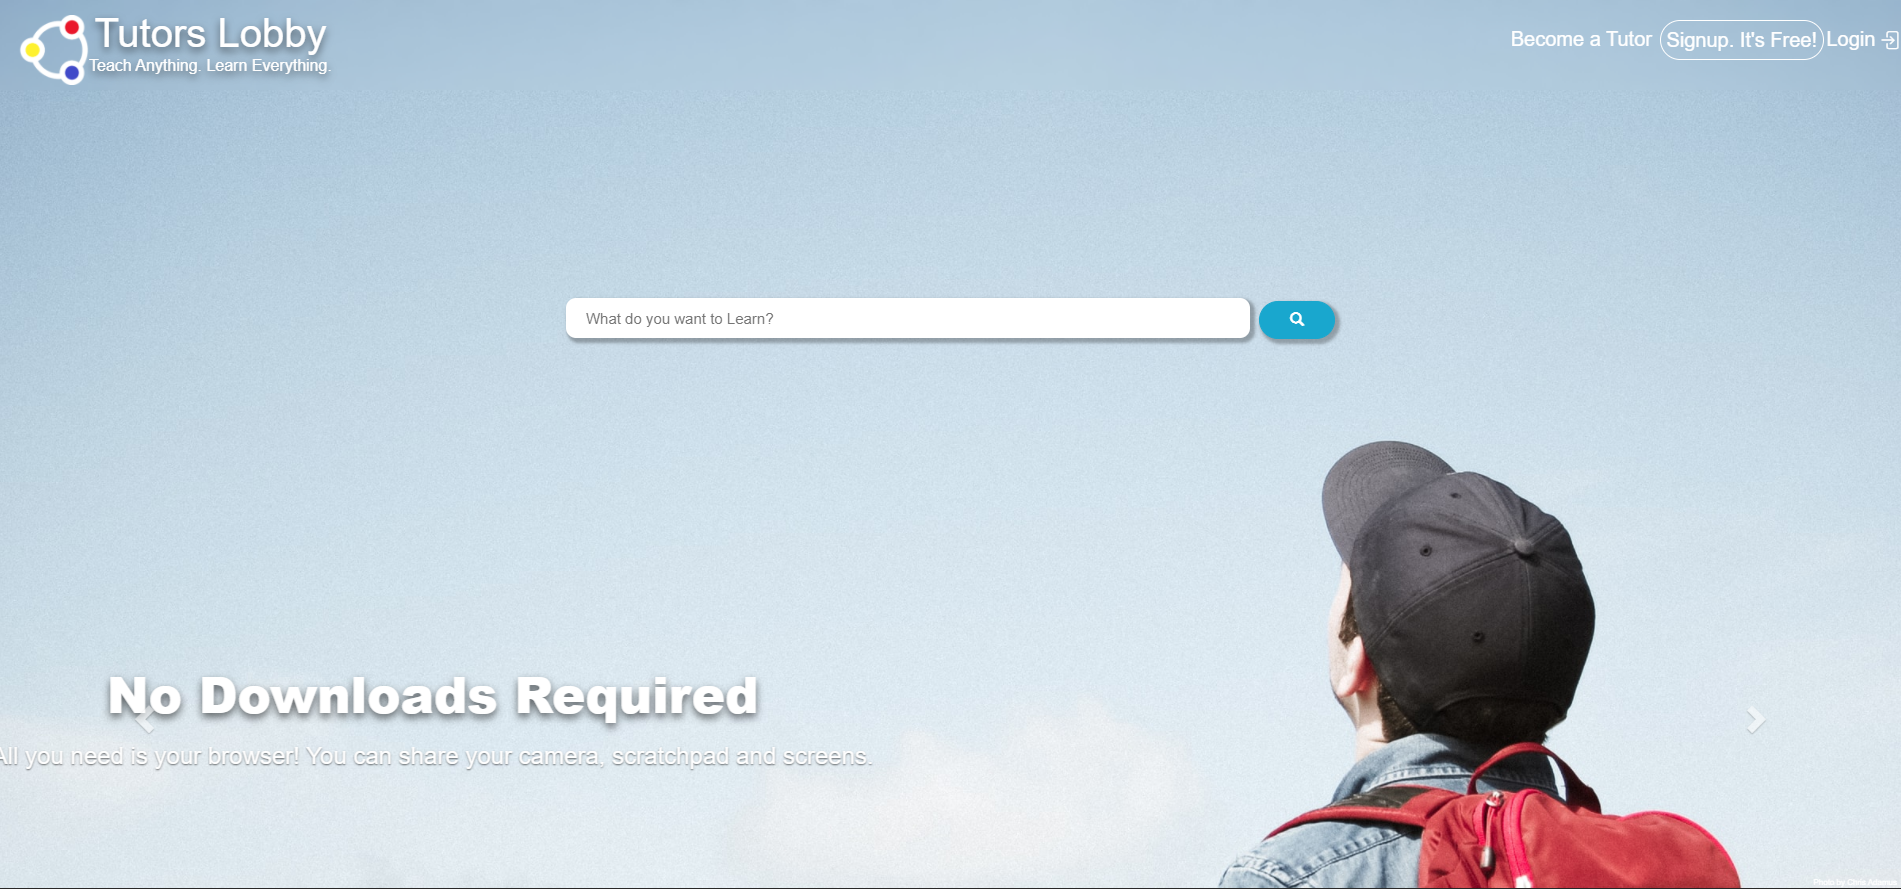 Tutors Lobby
Teach Anything. Learn Everything.
Become a Tutor
Signup. It's Free!
Login
What do you want to Learn?
No Downloads Required
All you need is your browser! You can share your camera, scratchpad and screens.